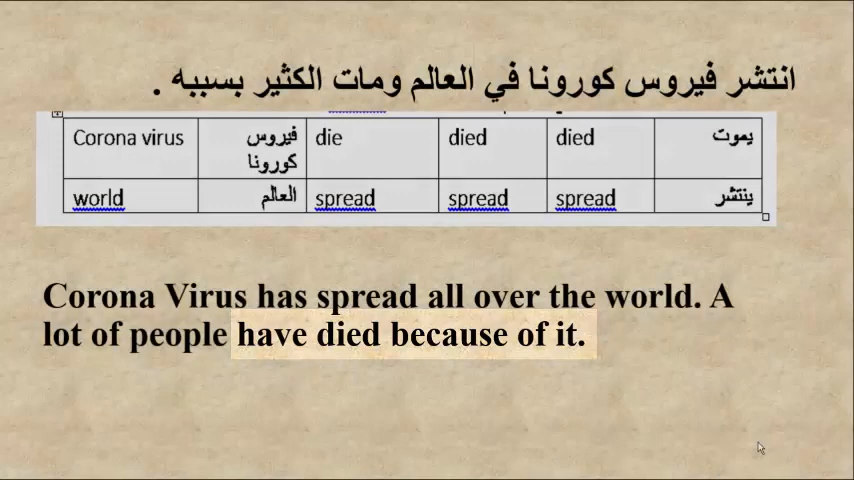 انتشر فيروس كورونا في العالم ومات الكثير بسببه .
Corona virus فيروس كورونا die died died يموت
world العالم spread spread spread ينتشر
Corona Virus has spread all over the world. A
lot of people have died because of it.